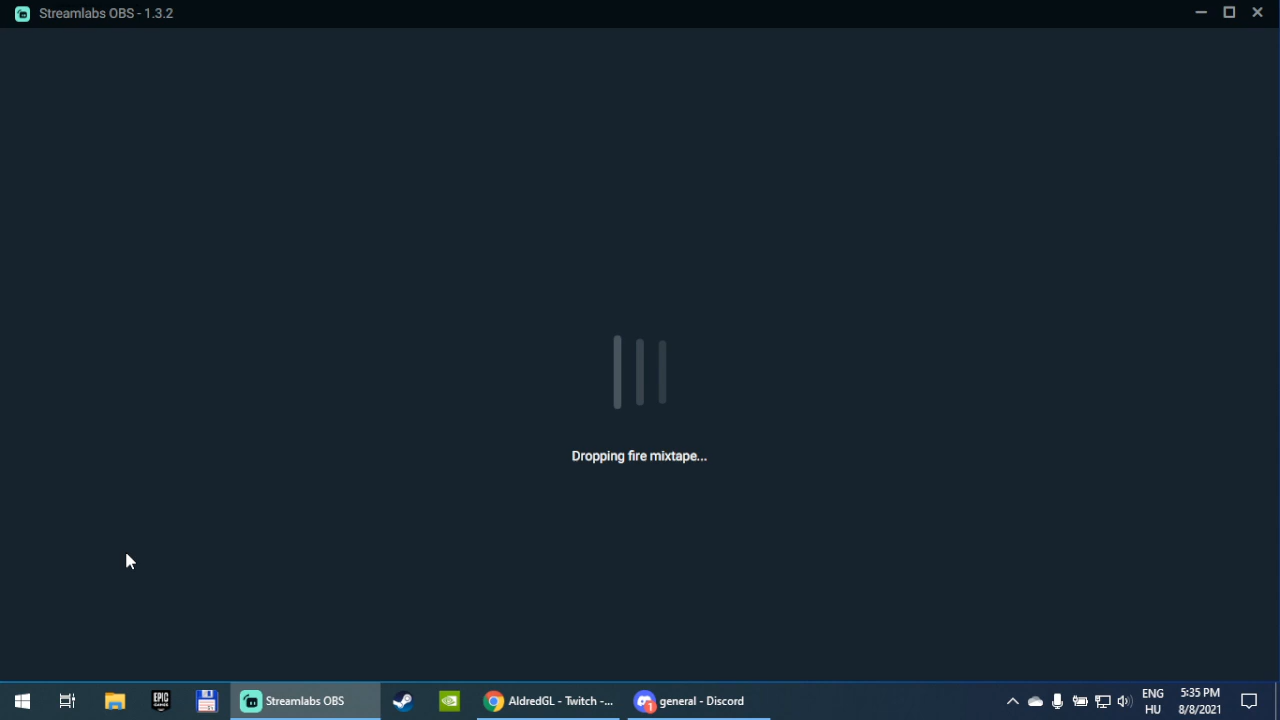 Streamlabs OBS - 1.3.2
Dropping fire mixtape...
EPIC GAMES
Streamlabs OBS
AldredGL - Twitch -...
1
general - Discord
ENG
HU
5:35 PM
8/8/2021